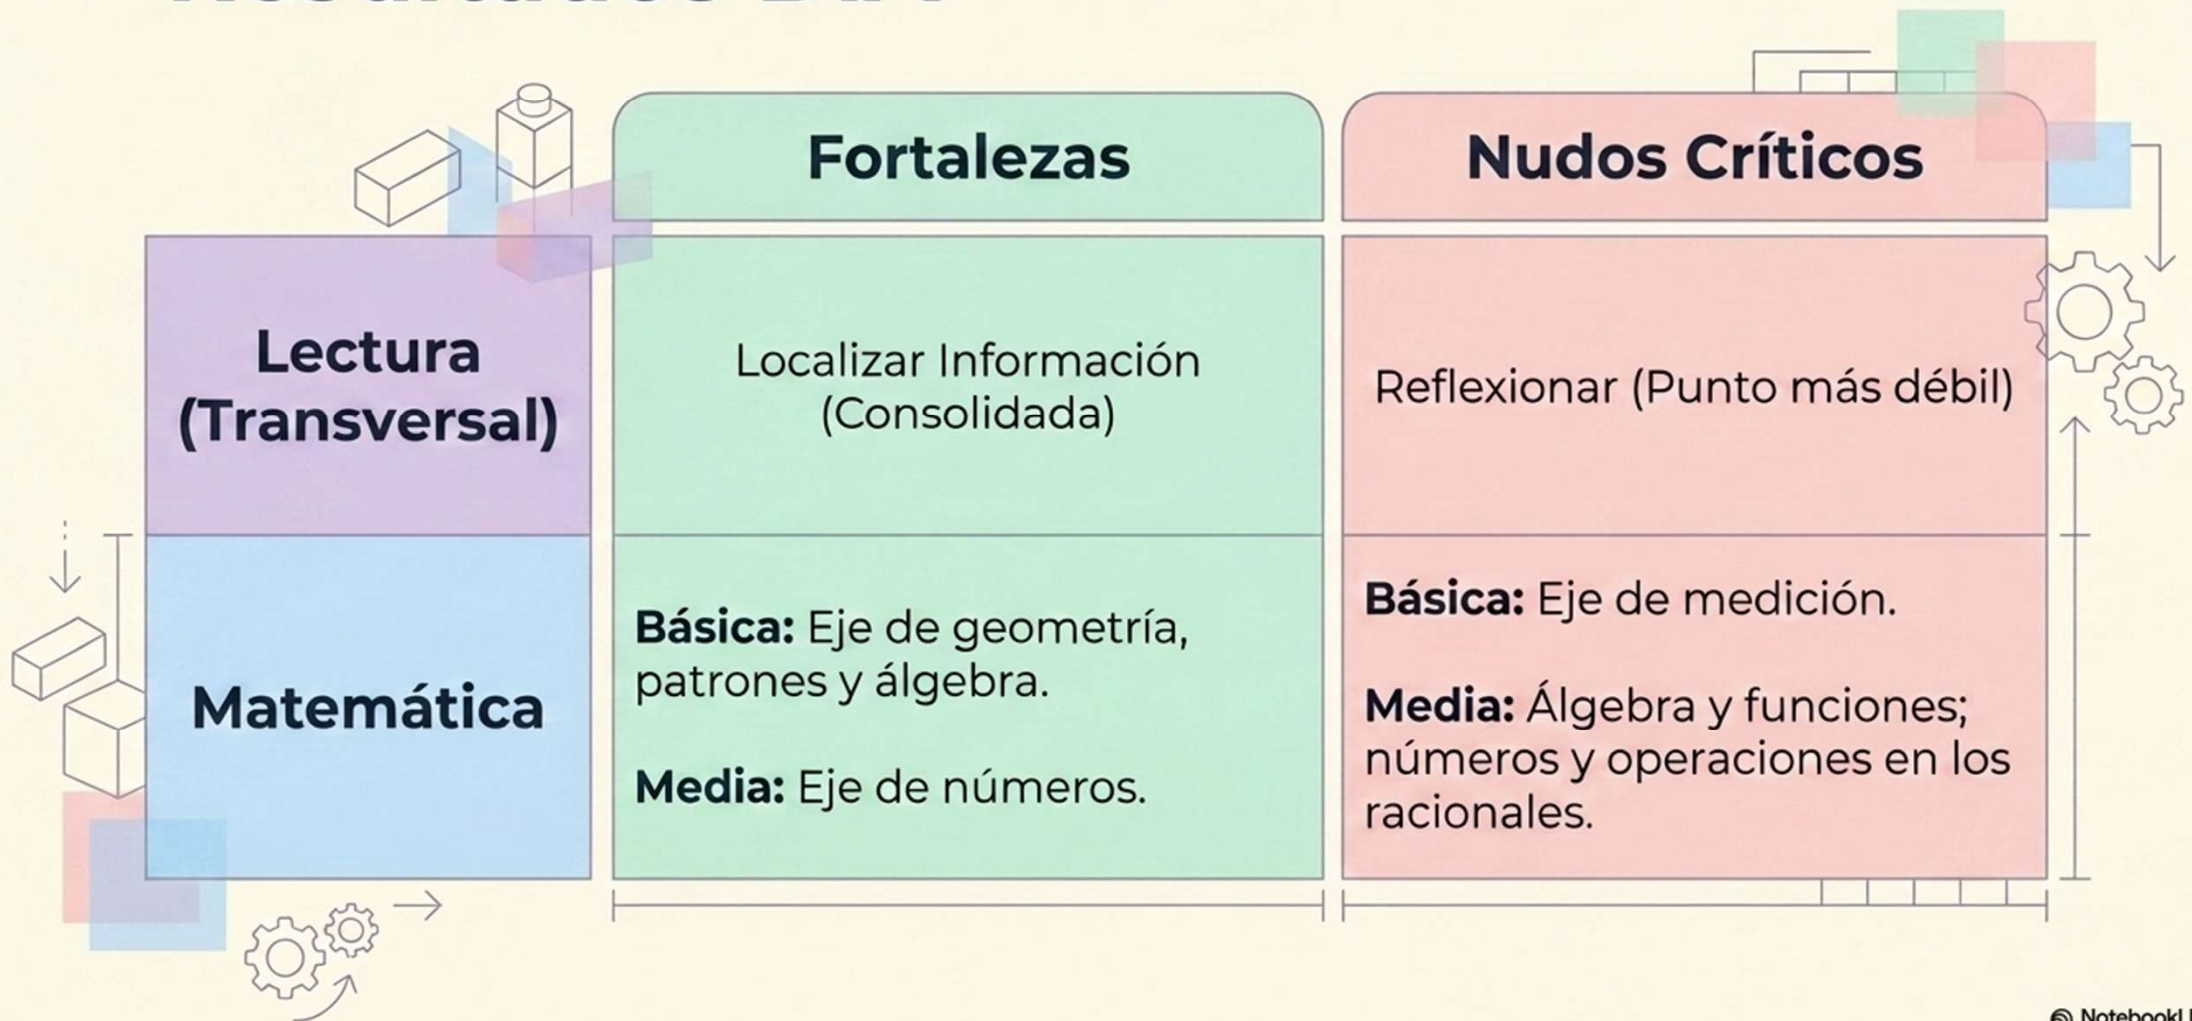 Fortalezas
Nudos Críticos
Lectura
(Transversal)
Localizar Información
(Consolidada)
Reflexionar (Punto más débil)
Matemática
Básica: Eje de geometría,
patrones y álgebra.
Media: Eje de números.
Básica: Eje de medición.
Media: Álgebra y funciones;
números y operaciones en los
racionales.